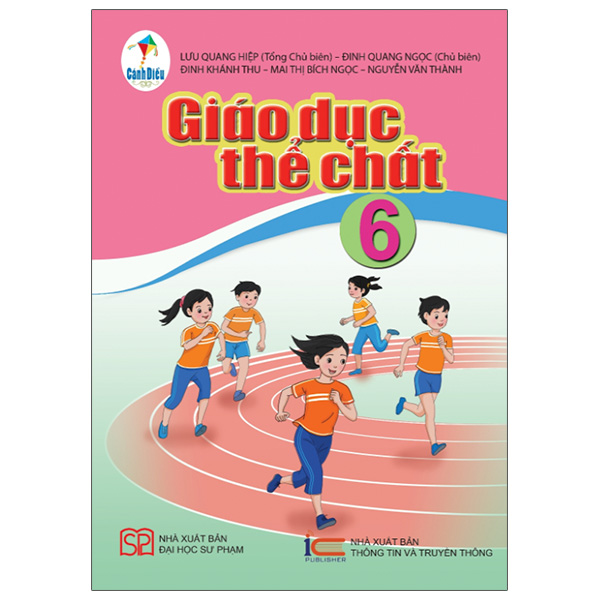 Cánh Diều
LƯU QUANG HIỆP (Tổng Chủ biên) – ĐINH QUANG NGỌC (Chủ biên)
ĐINH KHÁNH THU – MAI THỊ BÍCH NGỌC – NGUYỄN VĂN THÀNH
Giáo dục
thể chất
6
SP
NHÀ XUẤT BẢN
ĐẠI HỌC SƯ PHẠM
ic
PUBLISHER
NHÀ XUẤT BẢN
THÔNG TIN VÀ TRUYỀN THÔNG